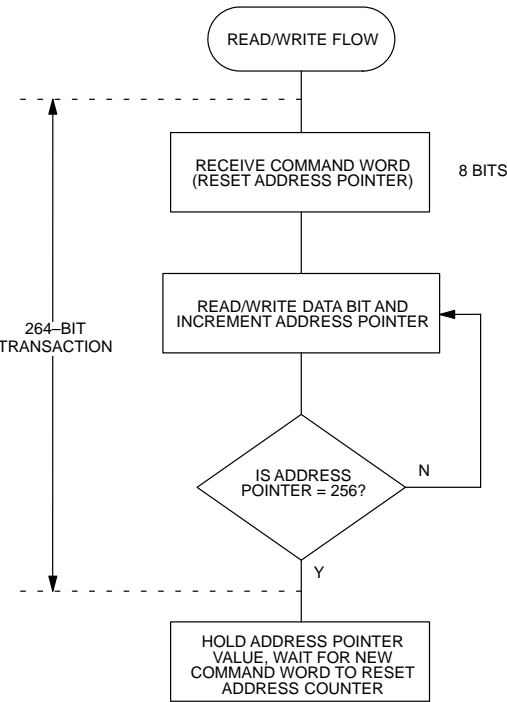 READ/WRITE FLOW
RECEIVE COMMAND WORD
(RESET ADDRESS POINTER)
8 BITS
READ/WRITE DATA BIT AND
INCREMENT ADDRESS POINTER
264–BIT
TRANSACTION
IS ADDRESS
POINTER = 256?
N
Y
HOLD ADDRESS POINTER
VALUE, WAIT FOR NEW
COMMAND WORD TO RESET
ADDRESS COUNTER